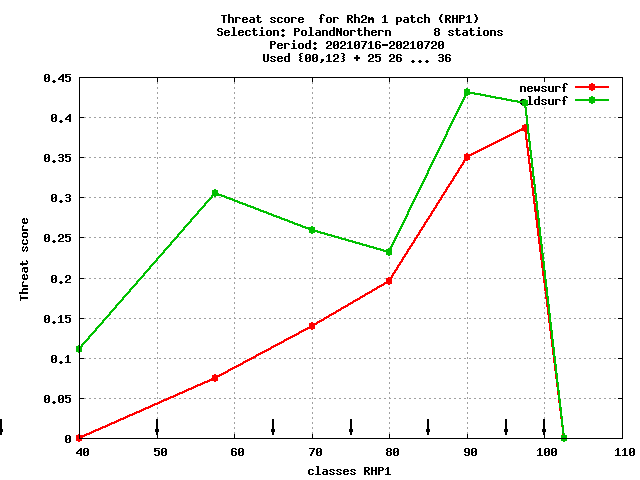 Threat score  for Rh2m 1 patch (RHP1)
Selection: PolandNorthern      8 stations
Period: 20210716-20210720
Used {00,12} + 25 26 ... 36
0.45
newsurf
oldsurf
0.4
0.35
0.3
0.25
0.2
0.15
0.1
0.05
0
Threat score
40 50 60 70 80 90 100 110
classes RHP1